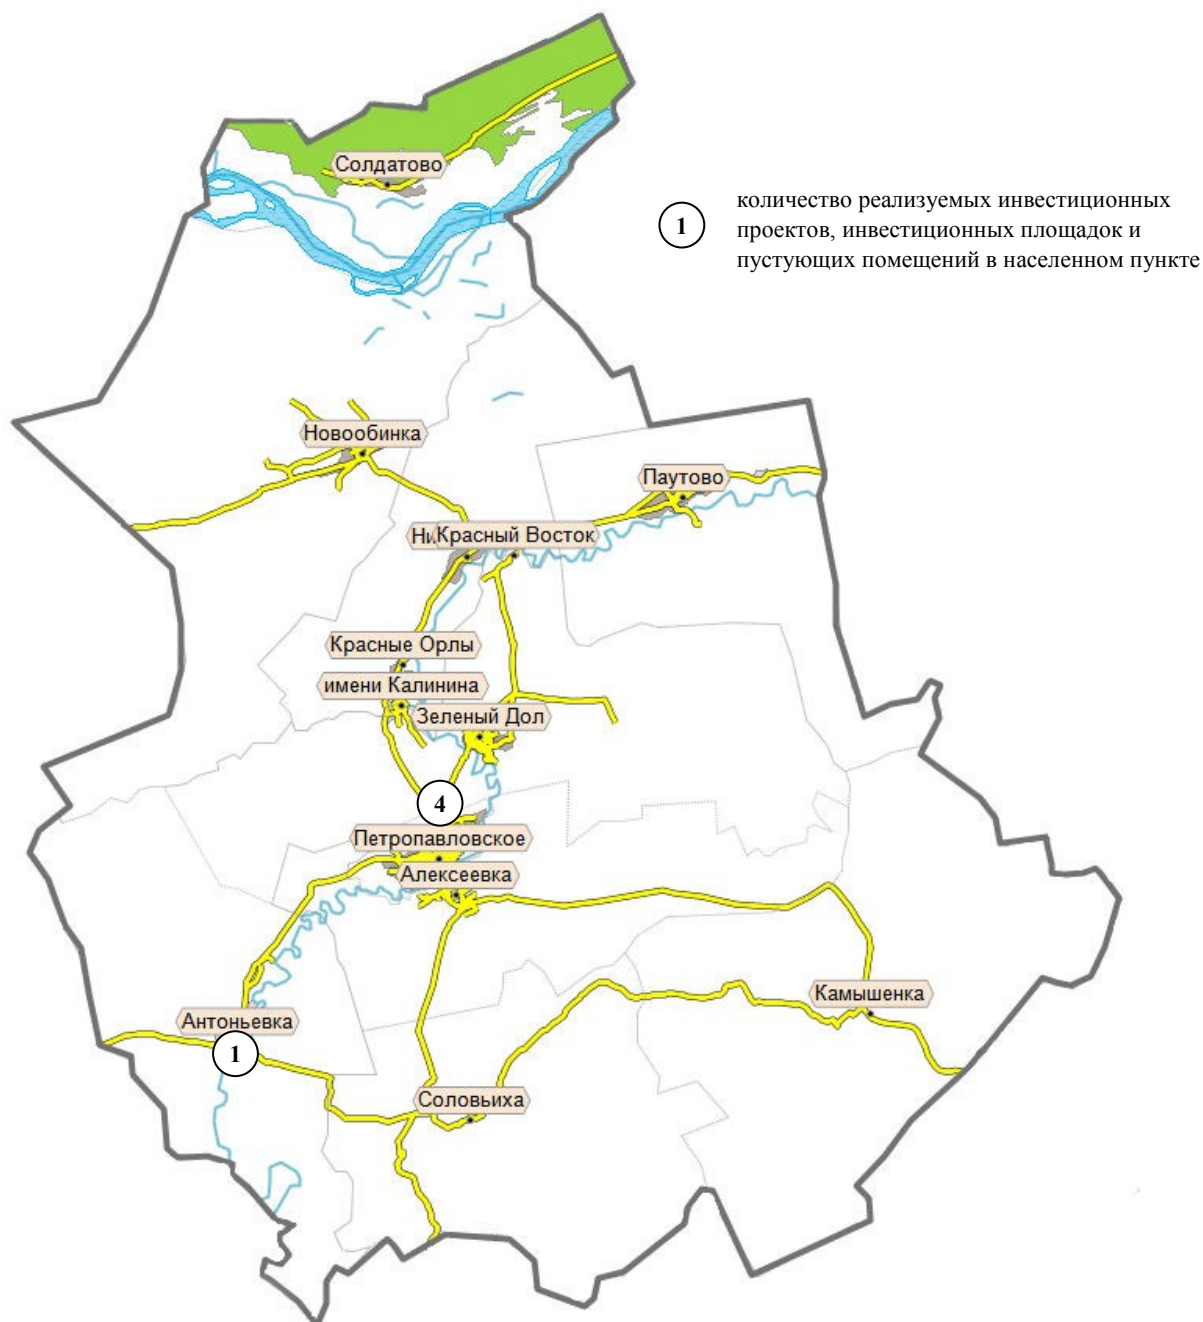 Солдатово
1
количество реализуемых инвестиционных
проектов, инвестиционных площадок и
пустующих помещений в населенном пункте
Новообинка
Паутово
Красный Восток
Красные Орлы
имени Калинина
Зеленый Дол
4
Петропавловское
Алексеевка
Камышенка
Антоньевка
1
Соловьиха